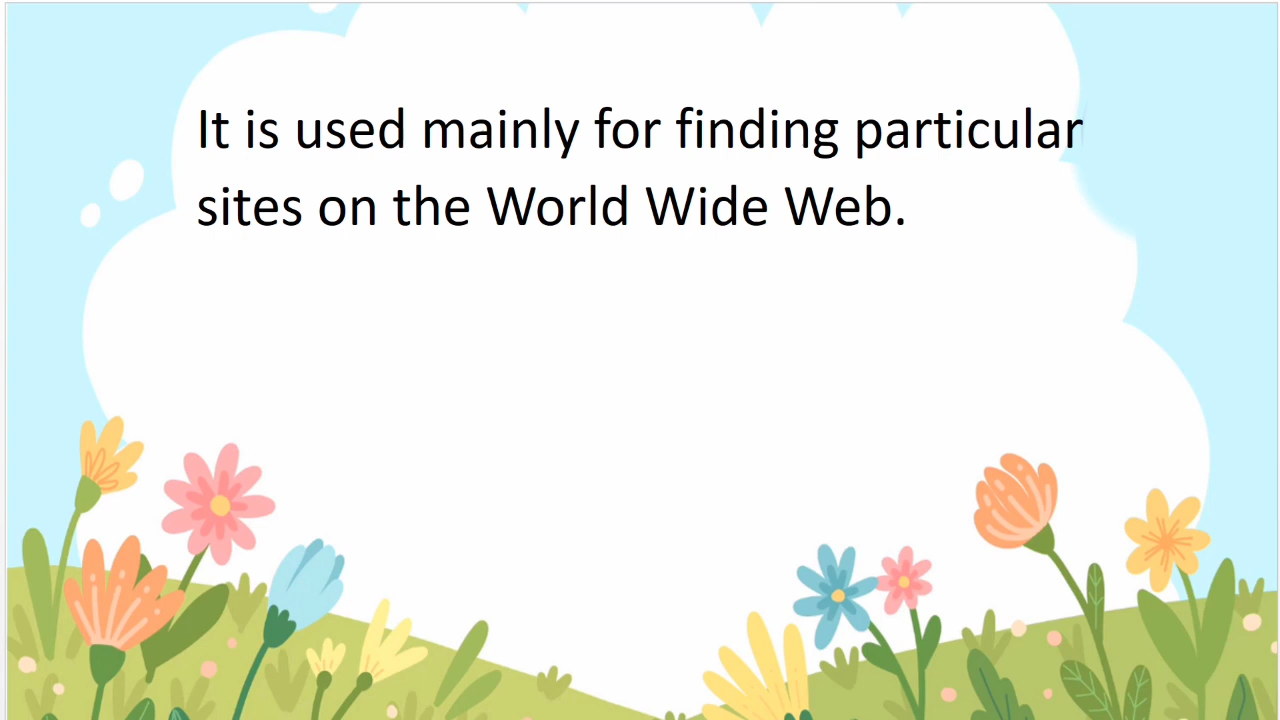 It is used mainly for finding particular
sites on the World Wide Web.